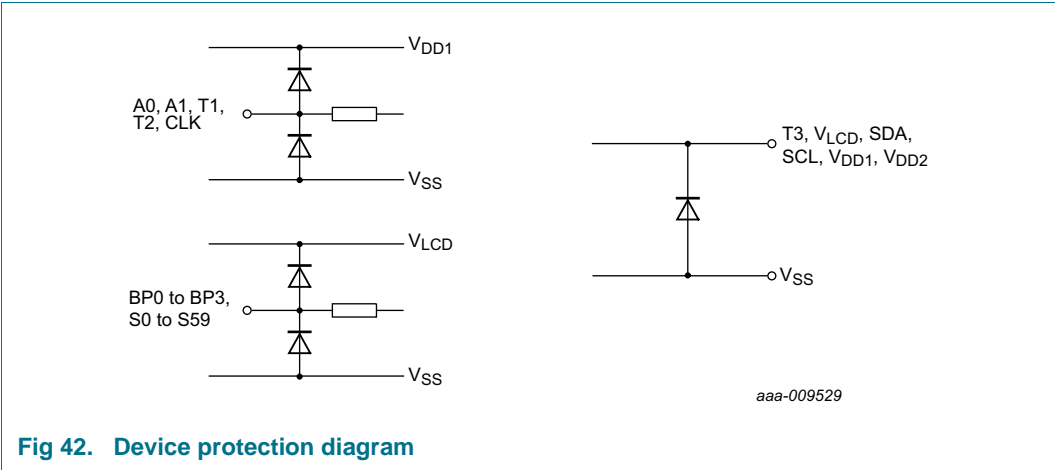 VDD1
A0, A1, T1,
T2, CLK
VSS
VLCD
BP0 to BP3,
S0 to S59
VSS
T3, VLCD, SDA,
SCL, VDD1, VDD2
VSS
aaa-009529
Fig 42. Device protection diagram